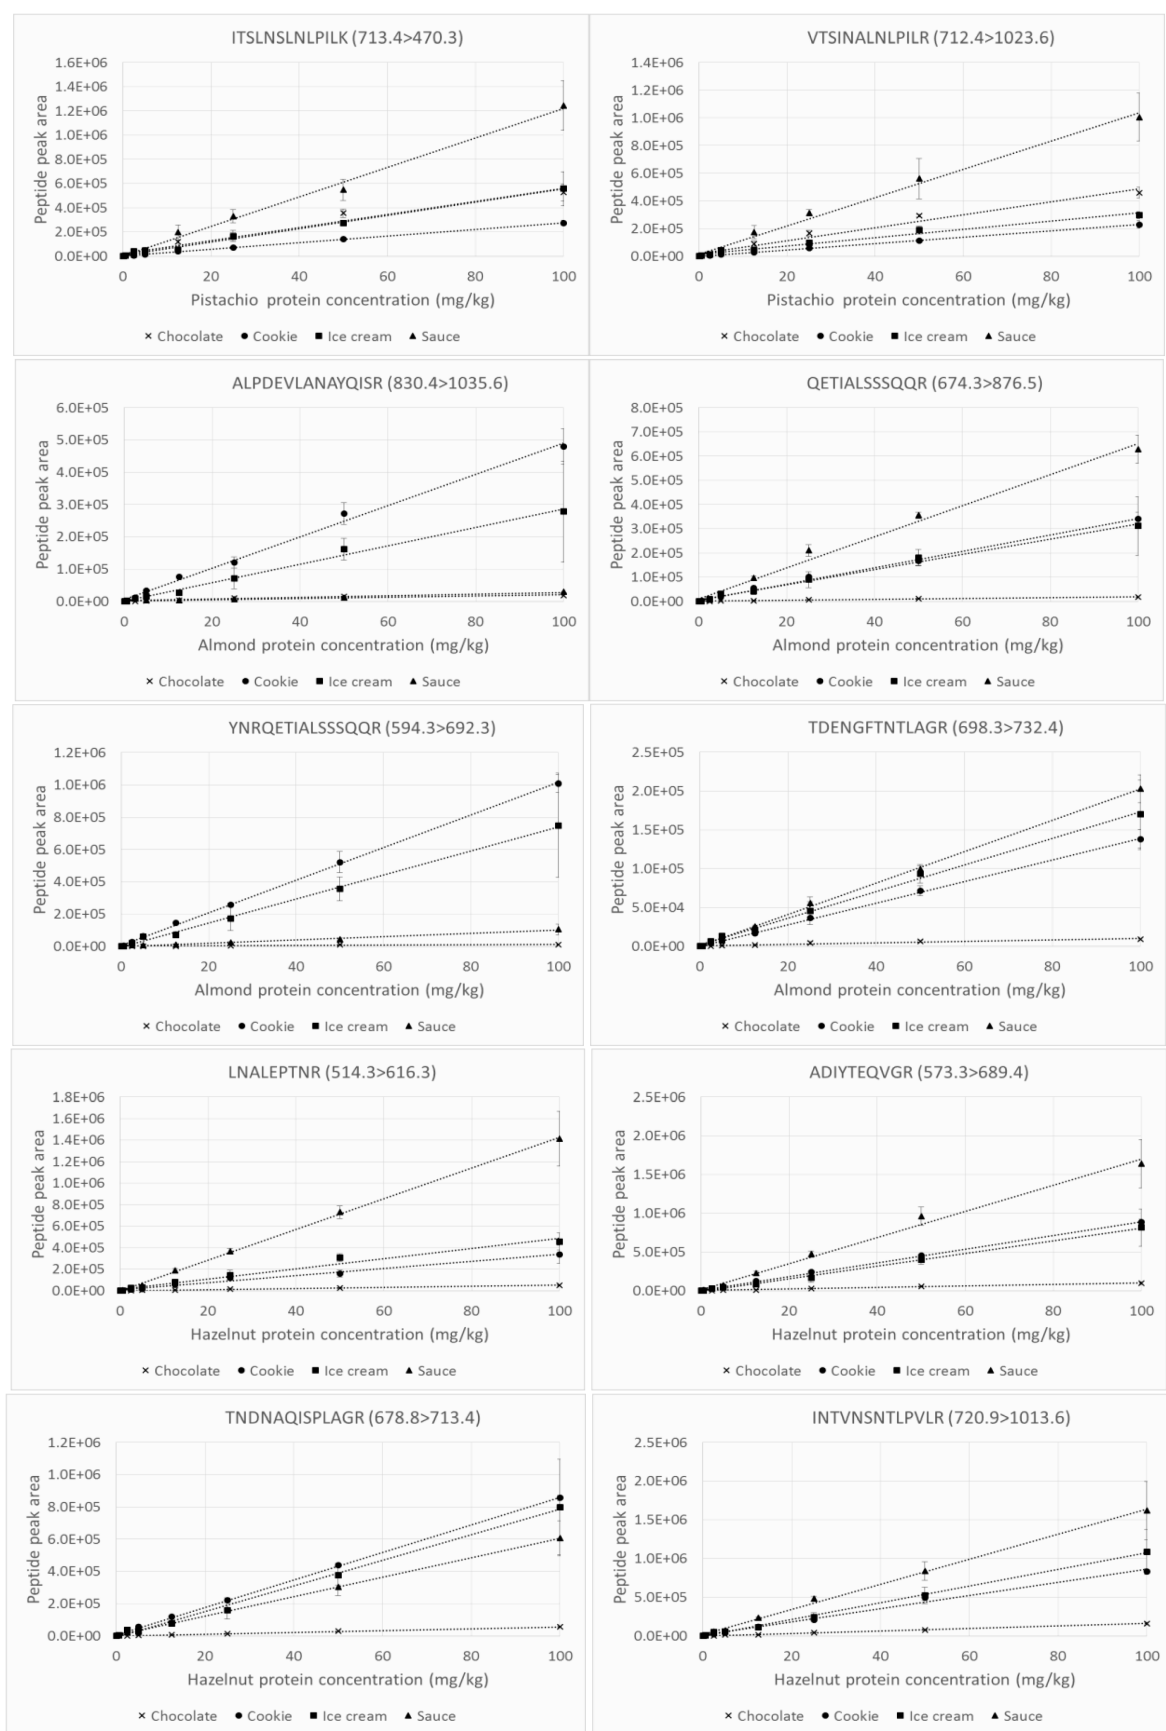 ITSLNSLNLPILK (713.4>470.3)
Peptide peak area
1.6E+06
1.4E+06
1.2E+06
1.0E+06
8.0E+05
6.0E+05
4.0E+05
2.0E+05
0.0E+00
0 20 40 60 80 100
Pistachio protein concentration (mg/kg)
Chocolate Cookie Ice cream Sauce
VTSINALNLPILR (712.4>1023.6)
Peptide peak area
1.4E+06
1.2E+06
1.0E+06
8.0E+05
6.0E+05
4.0E+05
2.0E+05
0.0E+00
0 20 40 60 80 100
Pistachio protein concentration (mg/kg)
Chocolate Cookie Ice cream Sauce
ALPDEVLANAYQISR (830.4>1035.6)
Peptide peak area
6.0E+05
5.0E+05
4.0E+05
3.0E+05
2.0E+05
1.0E+05
0.0E+00
0 20 40 60 80 100
Almond protein concentration (mg/kg)
Chocolate Cookie Ice cream Sauce
QETIALSSSQQR (674.3>876.5)
Peptide peak area
8.0E+05
7.0E+05
6.0E+05
5.0E+05
4.0E+05
3.0E+05
2.0E+05
1.0E+05
0.0E+00
0 20 40 60 80 100
Almond protein concentration (mg/kg)
Chocolate Cookie Ice cream Sauce
YNRQETIALSSSQQR (594.3>692.3)
Peptide peak area
1.2E+06
1.0E+06
8.0E+05
6.0E+05
4.0E+05
2.0E+05
0.0E+00
0 20 40 60 80 100
Almond protein concentration (mg/kg)
Chocolate Cookie Ice cream Sauce
TDENGFTNTLAGR (698.3>732.4)
Peptide peak area
2.5E+05
2.0E+05
1.5E+05
1.0E+05
5.0E+04
0.0E+00
0 20 40 60 80 100
Almond protein concentration (mg/kg)
Chocolate Cookie Ice cream Sauce
LNALEPTNR (514.3>616.3)
Peptide peak area
1.8E+06
1.6E+06
1.4E+06
1.2E+06
1.0E+06
8.0E+05
6.0E+05
4.0E+05
2.0E+05
0.0E+00
0 20 40 60 80 100
Hazelnut protein concentration (mg/kg)
Chocolate Cookie Ice cream Sauce
ADIYTEQVGR (573.3>689.4)
Peptide peak area
2.5E+06
2.0E+06
1.5E+06
1.0E+06
5.0E+05
0.0E+00
0 20 40 60 80 100
Hazelnut protein concentration (mg/kg)
Chocolate Cookie Ice cream Sauce
TNDNAQISPLAGR (678.8>713.4)
Peptide peak area
1.2E+06
1.0E+06
8.0E+05
6.0E+05
4.0E+05
2.0E+05
0.0E+00
0 20 40 60 80 100
Hazelnut protein concentration (mg/kg)
Chocolate Cookie Ice cream Sauce
INTVNSNTLPVLR (720.9>1013.6)
Peptide peak area
2.5E+06
2.0E+06
1.5E+06
1.0E+06
5.0E+05
0.0E+00
0 20 40 60 80 100
Hazelnut protein concentration (mg/kg)
Chocolate Cookie Ice cream Sauce